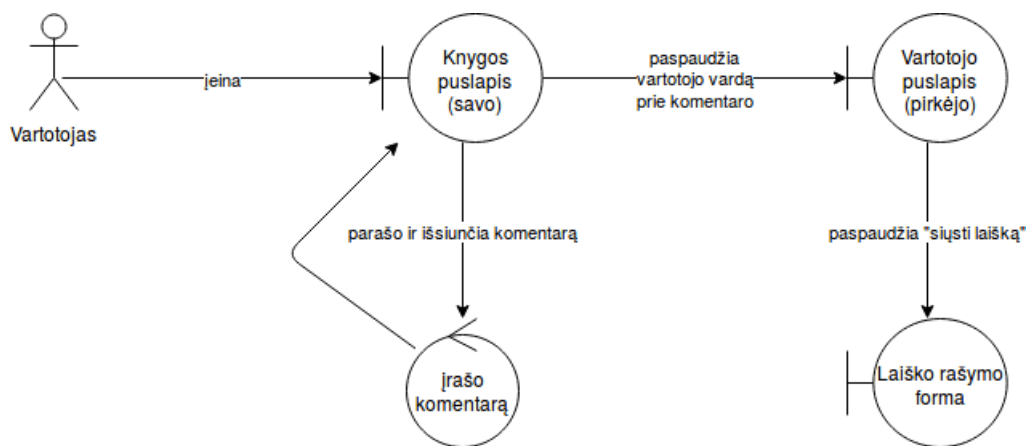 Vartotojas
įeina
Knygos
puslapis
(savo)
paspaudžia
vartotojo vardą
prie komentaro
Vartotojo
puslapis
(pirkėjo)
parašo ir išsiunčia komentarą
paspaudžia "siųsti laišką"
įrašo
komentarą
Laiško rašymo
forma